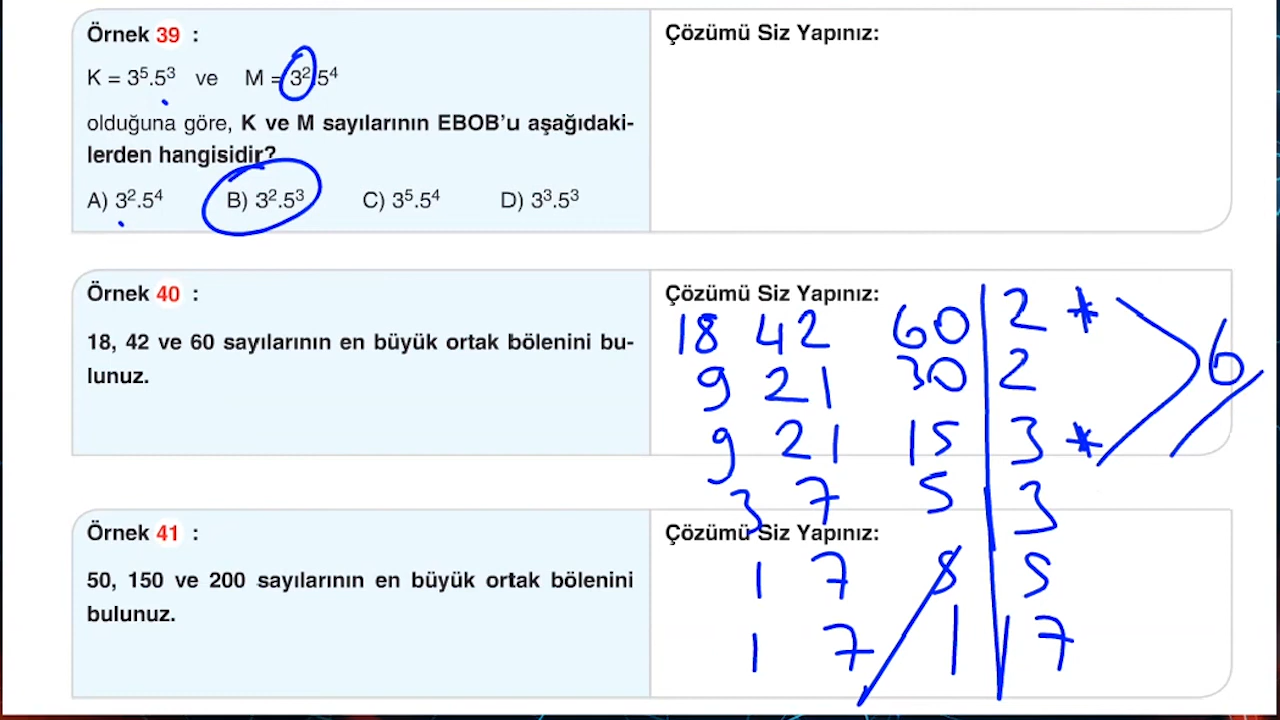 Örnek 39 :
K = 3⁵.5³ ve M = 3².5⁴
olduğuna göre, K ve M sayılarının EBOB'u aşağıdaki-
lerden hangisidir?
A) 3².5⁴ B) 3².5³ C) 3⁵.5⁴ D) 3³.5³
Çözümü Siz Yapınız:
Örnek 40 :
18, 42 ve 60 sayılarının en büyük ortak bölenini bu-
lunuz.
Çözümü Siz Yapınız:
18 42 60 2 * 6
9 21 30 2
9 21 15 3 *
3 7 5 3
1 7 5 5
1 7 1 7
Örnek 41 :
50, 150 ve 200 sayılarının en büyük ortak bölenini
bulunuz.
Çözümü Siz Yapınız: